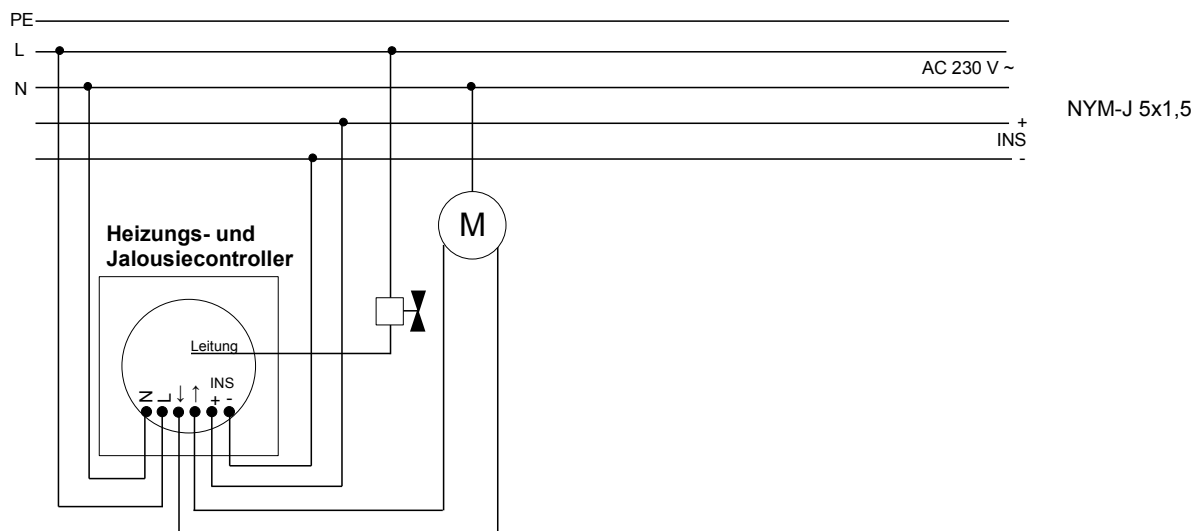 PE
L
AC 230 V ~
N
NYM-J 5x1,5
+
INS
-
M
Heizungs- und
Jalousiecontroller
Leitung
INS
N L ↓ ↑ + -